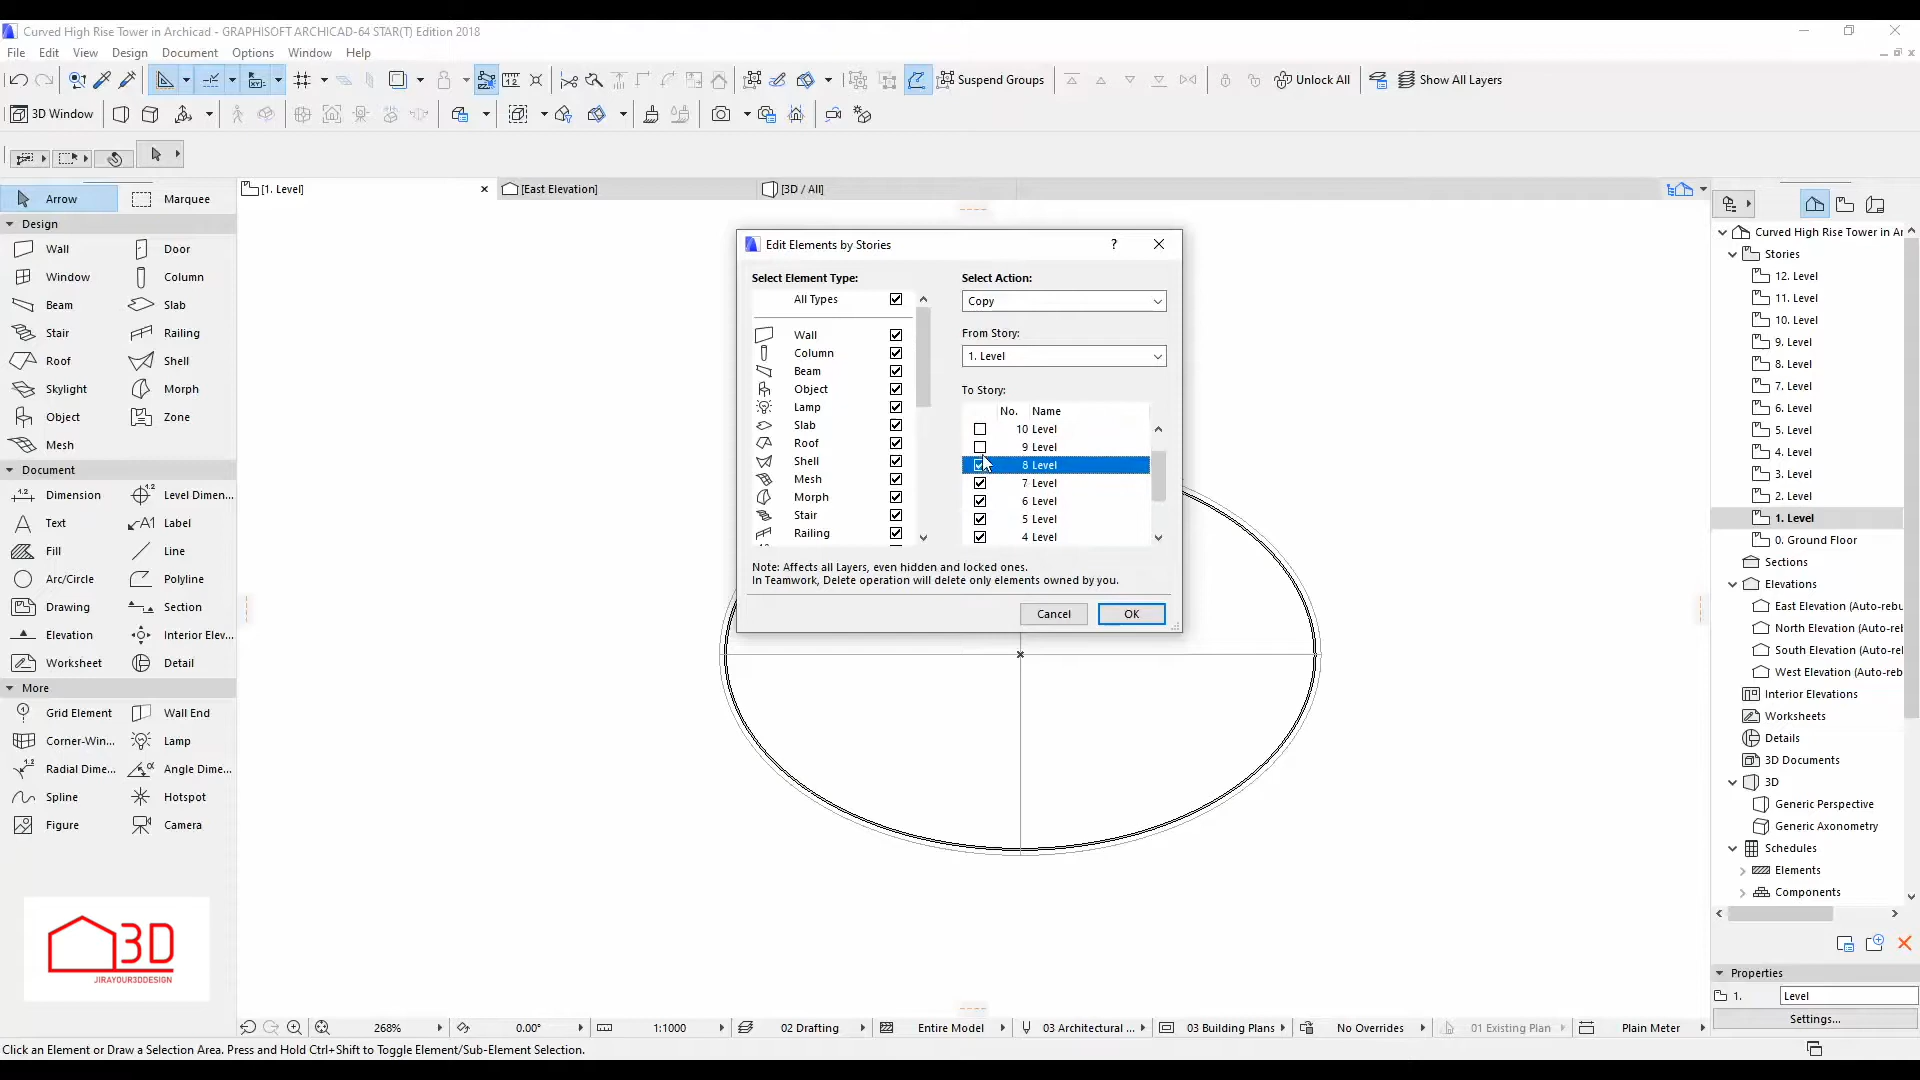 Curved High Rise Tower in Archicad - GRAPHISOFT ARCHICAD-64 STAR(T) Edition 2018
File Edit View Design Document Options Window Help
Suspend Groups Unlock All Show All Layers
3D Window
[1. Level] [East Elevation] [3D / All]
Arrow Marquee
Design
Wall Door
Window Column
Beam Slab
Stair Railing
Roof Shell
Skylight Morph
Object Zone
Mesh
Document
Dimension Level Dimen...
Text Label
Fill Line
Arc/Circle Polyline
Drawing Section
Elevation Interior Elev...
Worksheet Detail
More
Grid Element Wall End
Corner-Win... Lamp
Radial Dime... Angle Dime...
Spline Hotspot
Figure Camera
3D
JIRAYOUR3DDESIGN
Edit Elements by Stories ?
Select Element Type:
All Types
Wall
Column
Beam
Object
Lamp
Slab
Roof
Shell
Mesh
Morph
Stair
Railing
Select Action:
Copy
From Story:
1. Level
To Story:
No. Name
10 Level
9 Level
8 Level
7 Level
6 Level
5 Level
4 Level
Note: Affects all Layers, even hidden and locked ones.
In Teamwork, Delete operation will delete only elements owned by you.
Cancel OK
Curved High Rise Tower in Ar
Stories
12. Level
11. Level
10. Level
9. Level
8. Level
7. Level
6. Level
5. Level
4. Level
3. Level
2. Level
1. Level
0. Ground Floor
Sections
Elevations
East Elevation (Auto-rebu
North Elevation (Auto-rel
South Elevation (Auto-rel
West Elevation (Auto-reb
Interior Elevations
Worksheets
Details
3D Documents
3D
Generic Perspective
Generic Axonometry
Schedules
Elements
Components
Properties
1. Level
Settings...
268% 0.00° 1:1000 02 Drafting Entire Model 03 Architectural ... 03 Building Plans No Overrides 01 Existing Plan Plain Meter
Click an Element or Draw a Selection Area. Press and Hold Ctrl+Shift to Toggle Element/Sub-Element Selection.